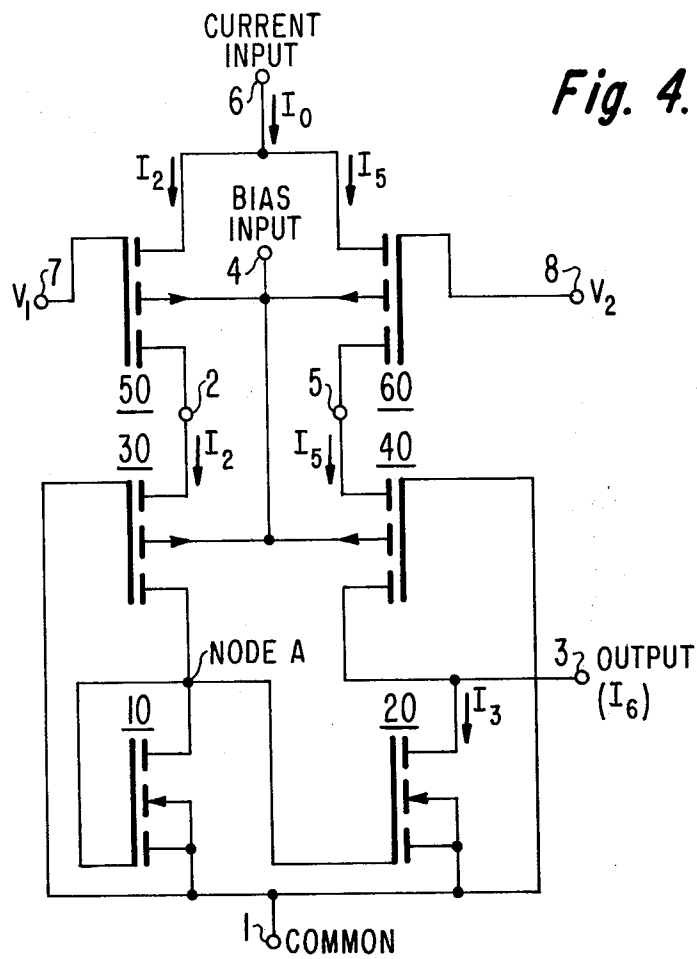 CURRENT
INPUT
Fig. 4.
6
I0
I2
I5
BIAS
INPUT
4
7
V1
8
V2
50
2
5
60
30
I2
I5
40
NODE A
3
OUTPUT
(I6)
10
20
I3
1
COMMON